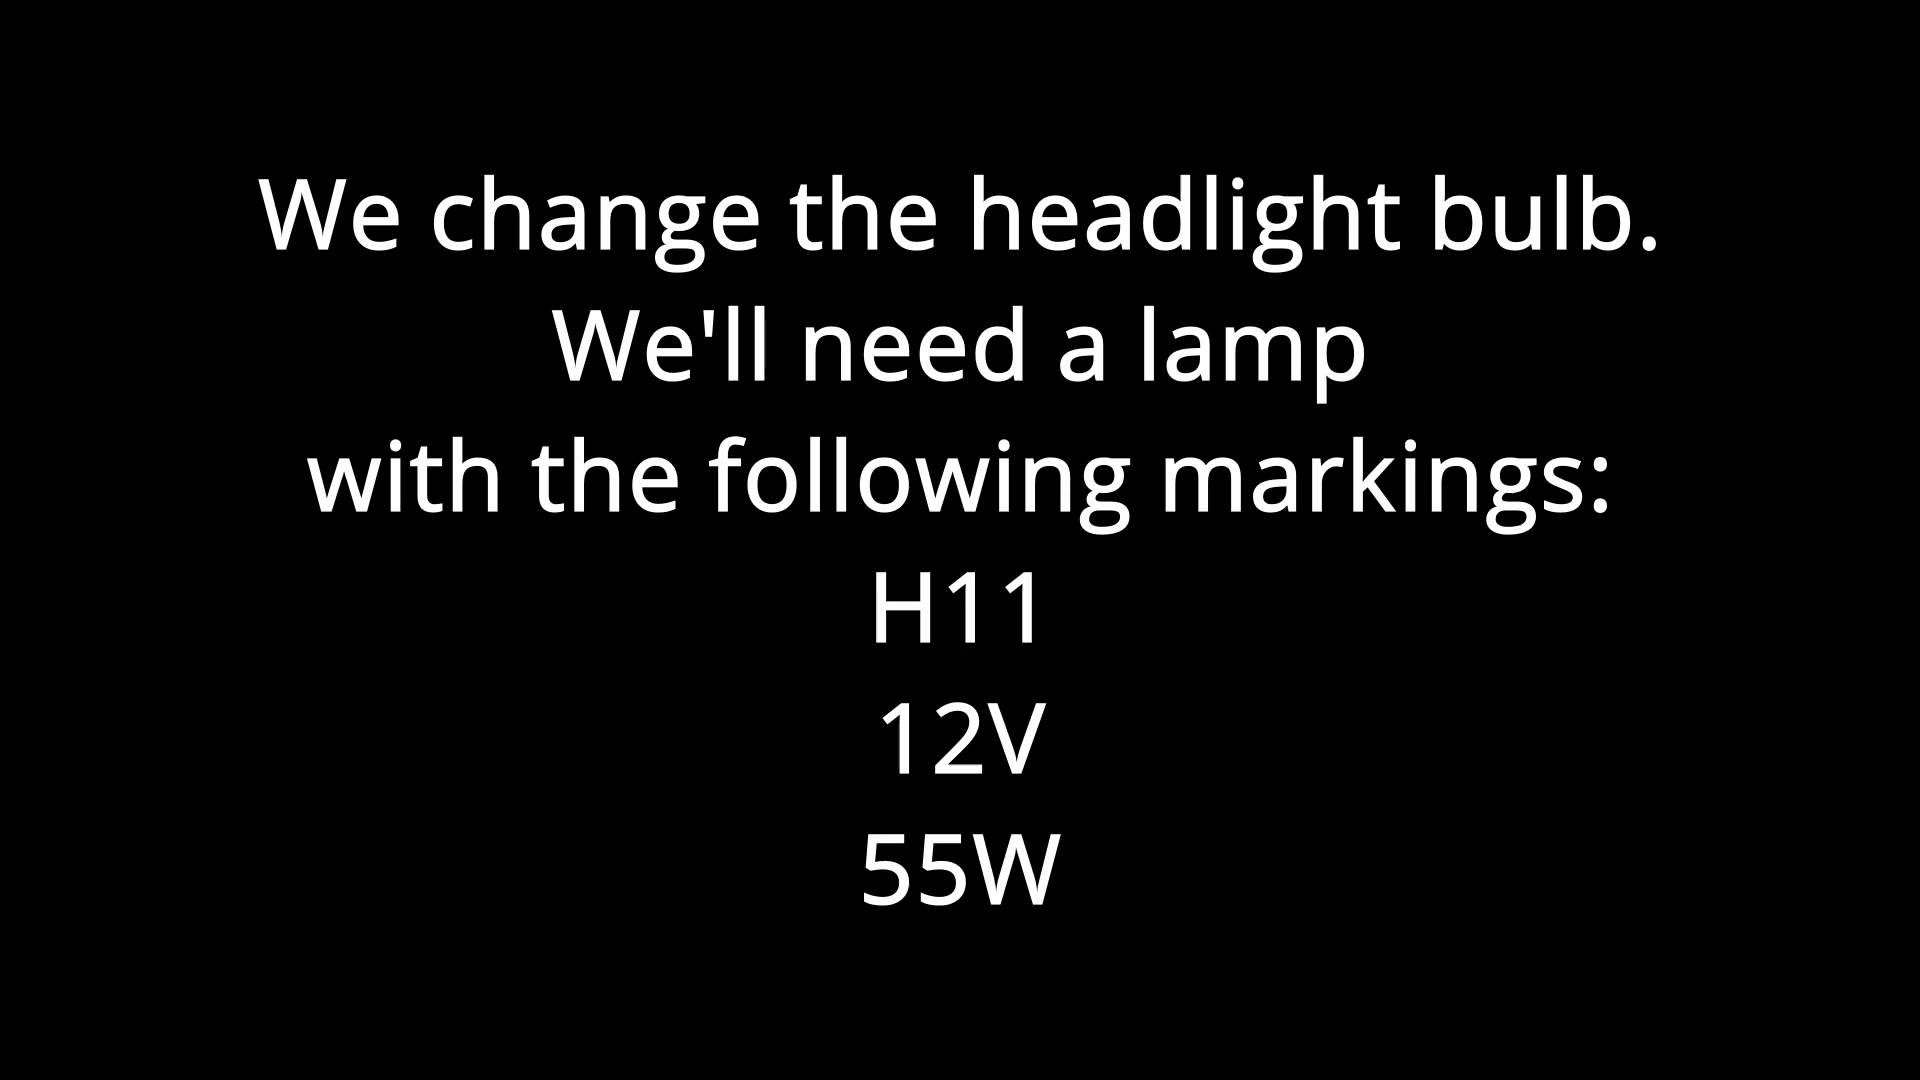 We change the headlight bulb.
We'll need a lamp
with the following markings:
H11
12V
55W